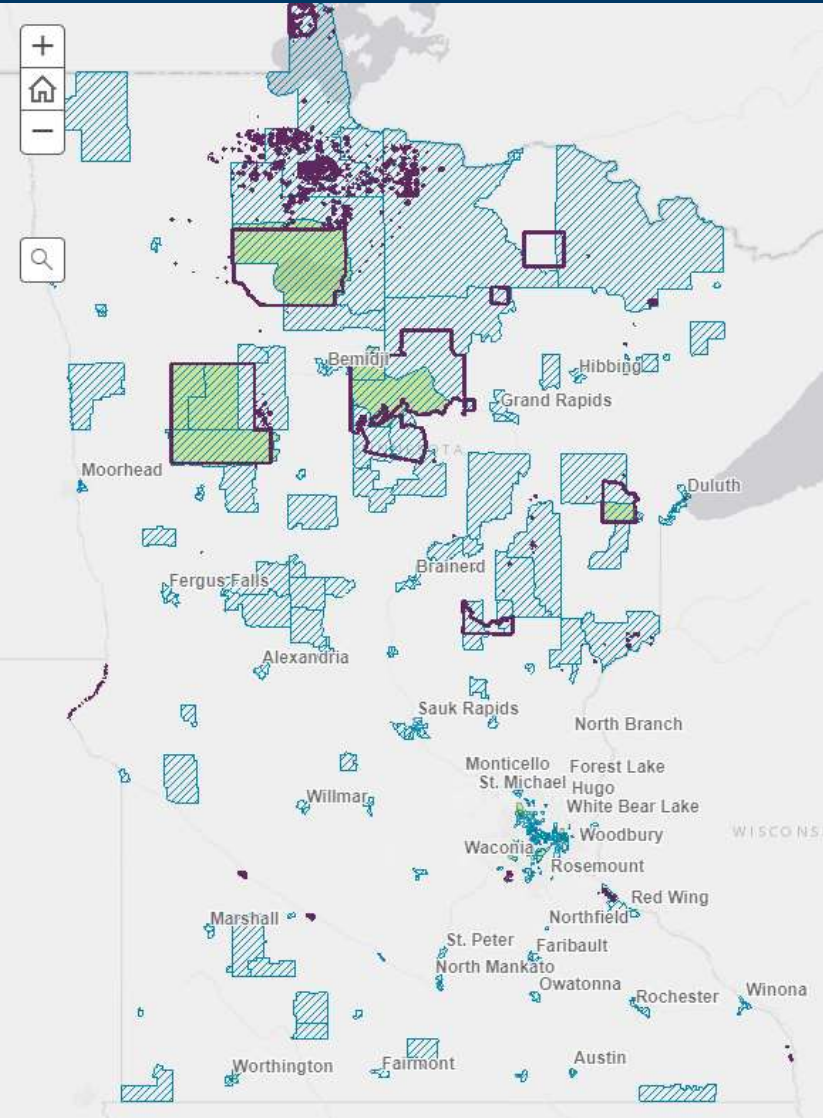 +
−
Bemidji
Hibbing
Grand Rapids
OTA
Moorhead
Duluth
Brainerd
Fergus Falls
Alexandria
Sauk Rapids
North Branch
Monticello
Forest Lake
St. Michael
Hugo
White Bear Lake
Willmar
Woodbury
WISCONS
Waconia
Rosemount
Red Wing
Marshall
Northfield
St. Peter
Faribault
North Mankato
Owatonna
Rochester
Winona
Worthington
Fairmont
Austin